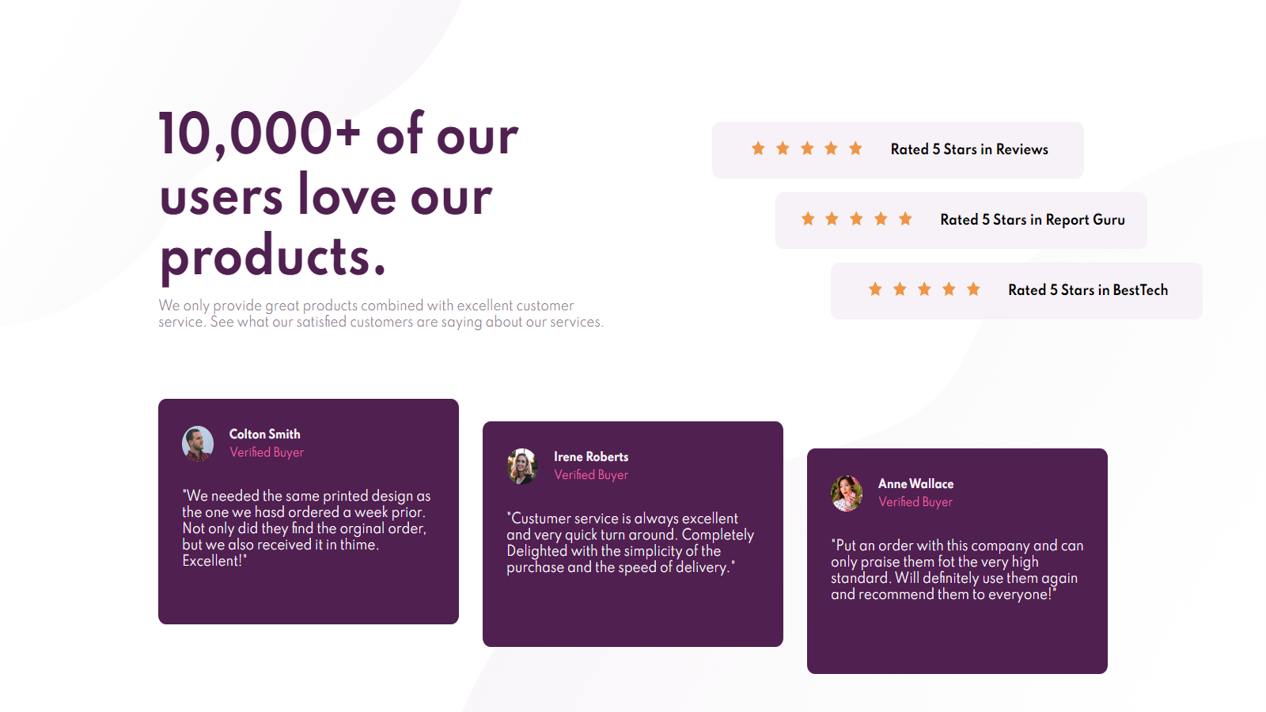 10,000+ of our
users love our
products.
We only provide great products combined with excellent customer
service. See what our satisfied customers are saying about our services.
Rated 5 Stars in Reviews
Rated 5 Stars in Report Guru
Rated 5 Stars in BestTech
Colton Smith
Verified Buyer
"We needed the same printed design as
the one we hasd ordered a week prior.
Not only did they find the orginal order,
but we also received it in thime.
Excellent!"
Irene Roberts
Verified Buyer
"Custumer service is always excellent
and very quick turn around. Completely
Delighted with the simplicity of the
purchase and the speed of delivery."
Anne Wallace
Verified Buyer
"Put an order with this company and can
only praise them fot the very high
standard. Will definitely use them again
and recommend them to everyone!"